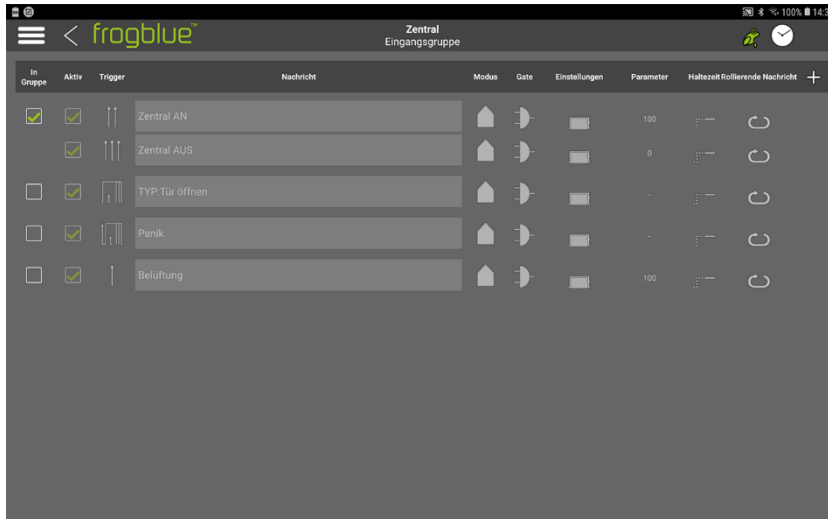 100% 14:3
frogblue™
Zentral
Eingangsgruppe
In Gruppe Aktiv Trigger Nachricht Modus Gate Einstellungen Parameter Haltezeit Rollierende Nachricht
Zentral AN 100
Zentral AUS 0
TYP:Tür öffnen -
Panik -
Belüftung 100